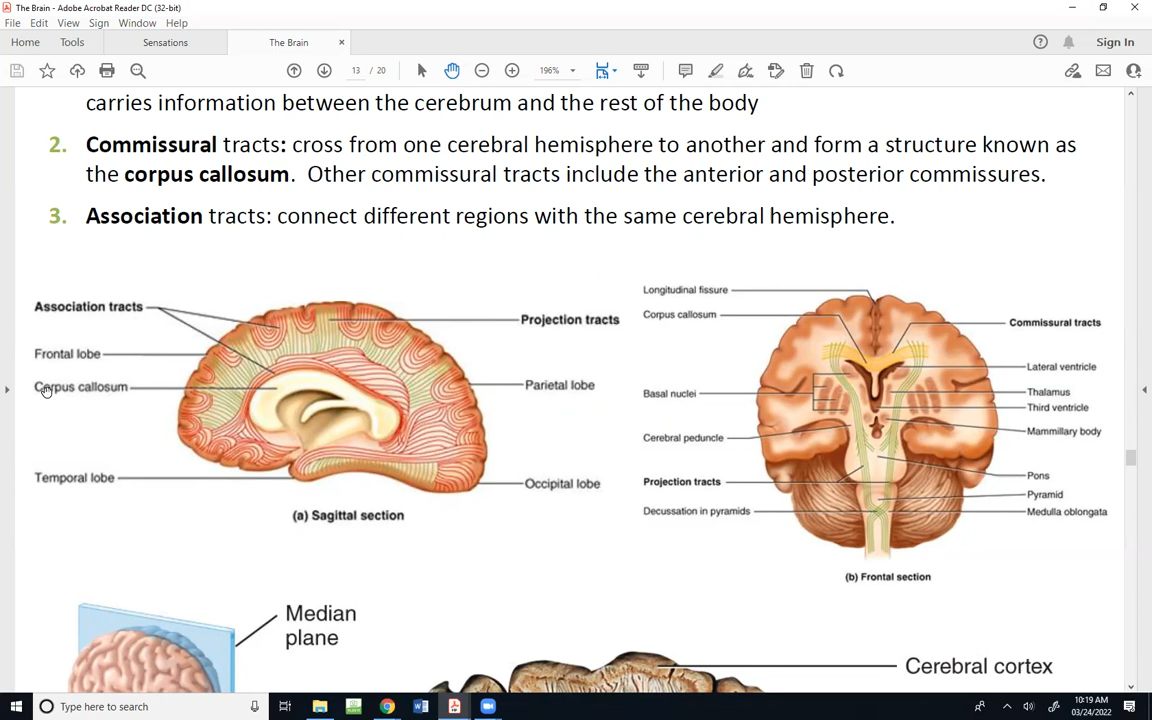 The Brain - Adobe Acrobat Reader DC (32-bit)
File Edit View Sign Window Help
Home Tools Sensations The Brain × Sign In
13 / 20 196%
carries information between the cerebrum and the rest of the body
2. Commissural tracts: cross from one cerebral hemisphere to another and form a structure known as
the corpus callosum. Other commissural tracts include the anterior and posterior commissures.
3. Association tracts: connect different regions with the same cerebral hemisphere.
Association tracts
Projection tracts
Frontal lobe
Corpus callosum
Parietal lobe
Temporal lobe
Occipital lobe
(a) Sagittal section
Longitudinal fissure
Corpus callosum
Commissural tracts
Lateral ventricle
Basal nuclei
Thalamus
Third ventricle
Mammillary body
Cerebral peduncle
Pons
Projection tracts
Pyramid
Decussation in pyramids
Medulla oblongata
(b) Frontal section
Median
plane
Cerebral cortex
Type here to search
10:19 AM
03/24/2022